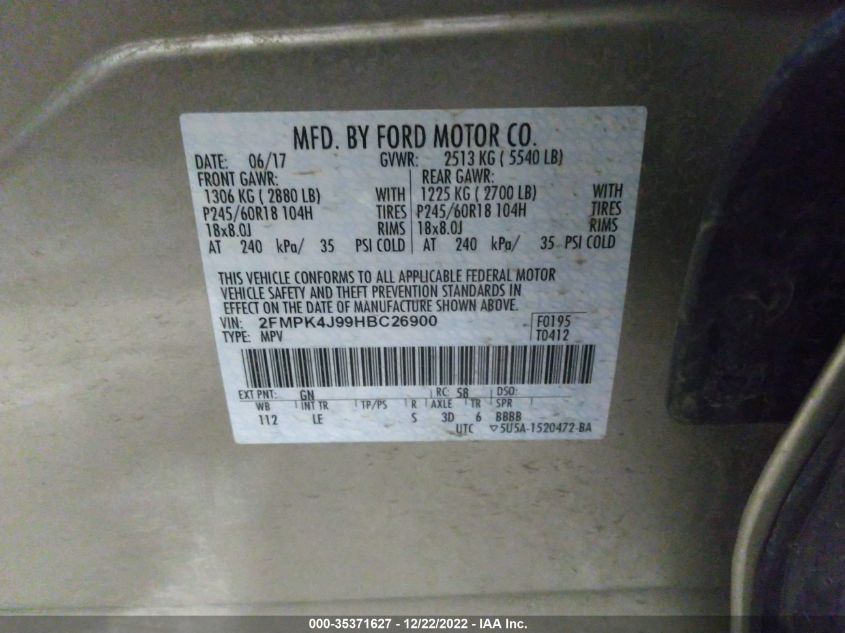 MFD. BY FORD MOTOR CO.
DATE: 06/17 GVWR: 2513 KG ( 5540 LB)
FRONT GAWR: REAR GAWR:
1306 KG ( 2880 LB) WITH 1225 KG ( 2700 LB) WITH
P245/60R18 104H TIRES P245/60R18 104H TIRES
18x8.0J RIMS 18x8.0J RIMS
AT 240 kPa/ 35 PSI COLD AT 240 kPa/ 35 PSI COLD
THIS VEHICLE CONFORMS TO ALL APPLICABLE FEDERAL MOTOR
VEHICLE SAFETY AND THEFT PREVENTION STANDARDS IN
EFFECT ON THE DATE OF MANUFACTURE SHOWN ABOVE.
VIN: 2FMPK4J99HBC26900 F0195
TYPE: MPV T0412
EXT PNT: GN RC: 58 DSO:
WB INT TR TP/PS R AXLE TR SPR
112 LE S 3D 6 BBBB
UTC ▽5U5A-1520472-BA
000-35371627 - 12/22/2022 - IAA Inc.